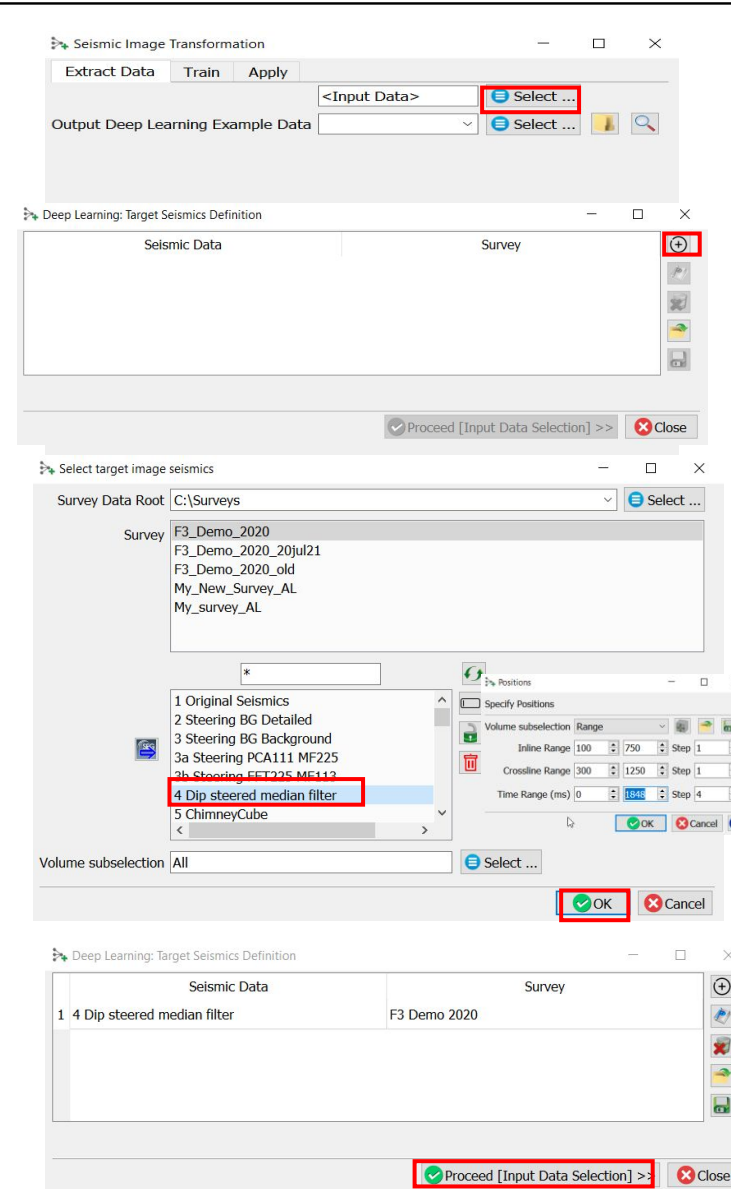 Seismic Image Transformation
Extract Data Train Apply
<Input Data> Select ...
Output Deep Learning Example Data Select ...
Deep Learning: Target Seismics Definition
Seismic Data Survey
Proceed [Input Data Selection] >> Close
Select target image seismics
Survey Data Root C:\Surveys Select ...
Survey F3_Demo_2020
F3_Demo_2020_20jul21
F3_Demo_2020_old
My_New_Survey_AL
My_survey_AL
*
1 Original Seismics
2 Steering BG Detailed
3 Steering BG Background
3a Steering PCA111 MF225
3b Steering FFT225 MF113
4 Dip steered median filter
5 ChimneyCube
Positions
Specify Positions
Volume subselection Range
Inline Range 100 750 Step 1
Crossline Range 300 1250 Step 1
Time Range (ms) 0 1848 Step 4
OK Cancel
Volume subselection All Select ...
OK Cancel
Deep Learning: Target Seismics Definition
Seismic Data Survey
1 4 Dip steered median filter F3 Demo 2020
Proceed [Input Data Selection] >> Close